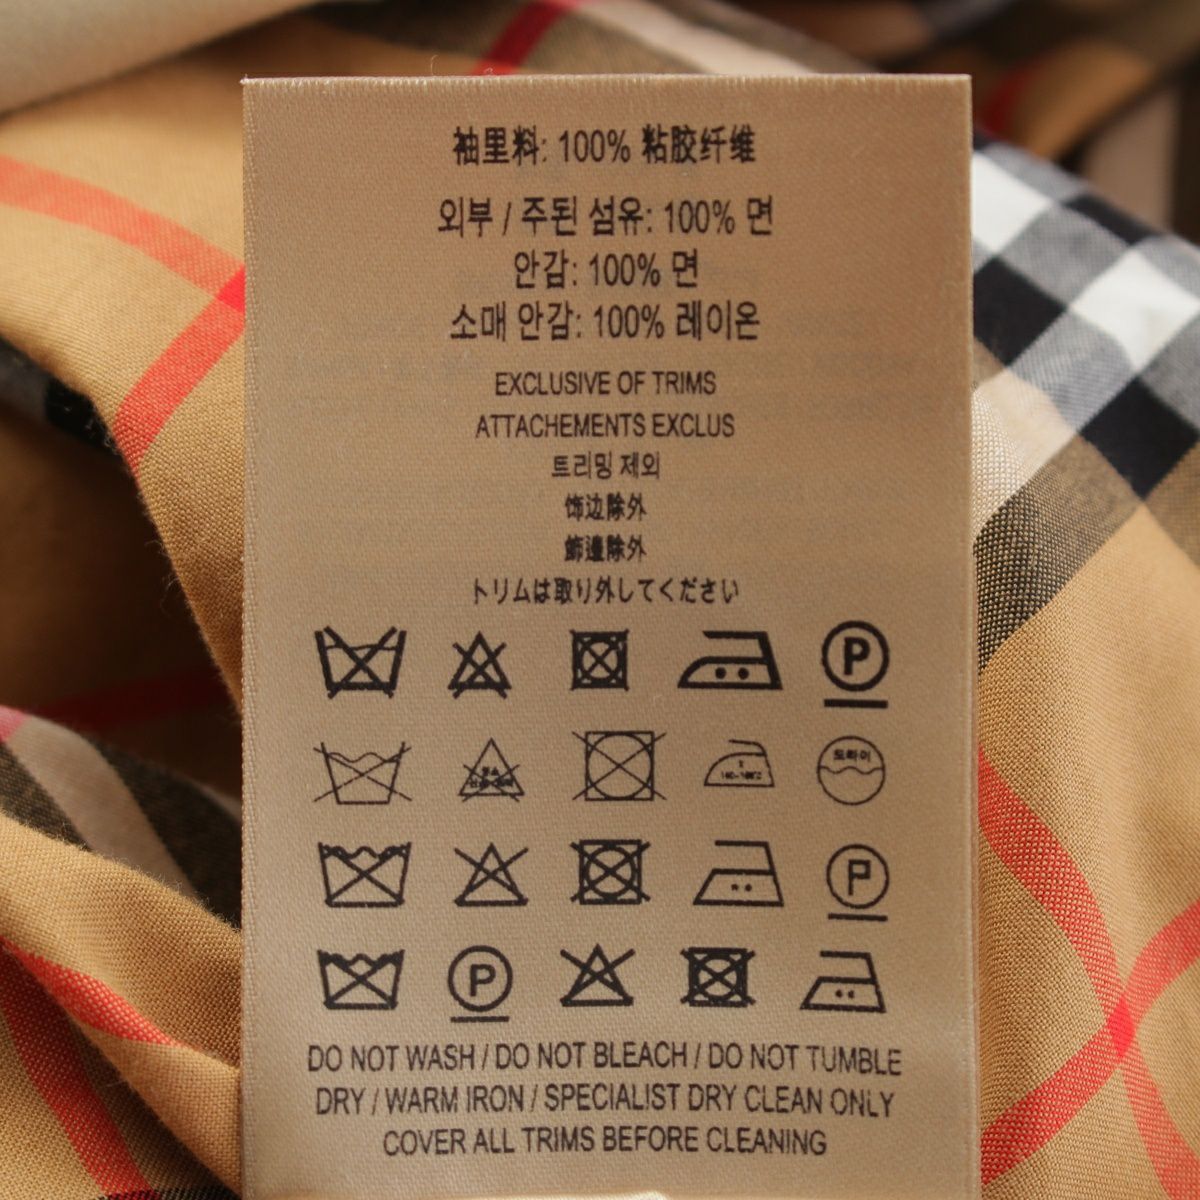 袖里料: 100% 粘胶纤维
외부 / 주된 섬유: 100% 면
안감: 100% 면
소매 안감: 100% 레이온
EXCLUSIVE OF TRIMS
ATTACHEMENTS EXCLUS
트리밍 제외
饰边除外
飾邊除外
トリムは取り外してください
P
드라이
P
P
DO NOT WASH / DO NOT BLEACH / DO NOT TUMBLE
DRY / WARM IRON / SPECIALIST DRY CLEAN ONLY
COVER ALL TRIMS BEFORE CLEANING